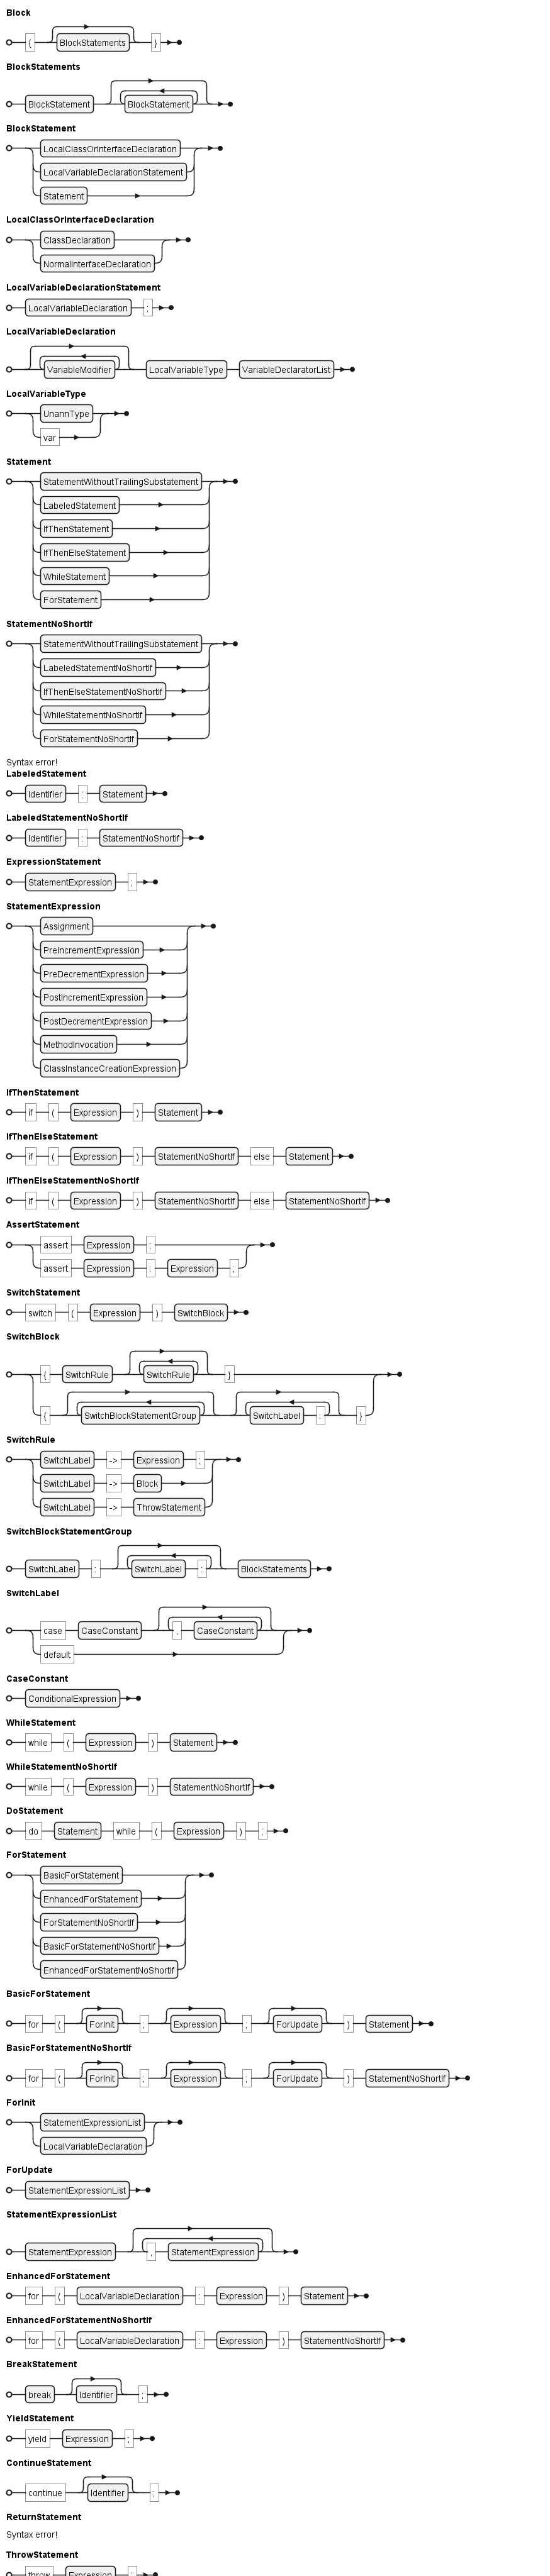 Block
{ BlockStatements }
BlockStatements
BlockStatement BlockStatement
BlockStatement
LocalClassOrInterfaceDeclaration
LocalVariableDeclarationStatement
Statement
LocalClassOrInterfaceDeclaration
ClassDeclaration
NormalInterfaceDeclaration
LocalVariableDeclarationStatement
LocalVariableDeclaration ;
LocalVariableDeclaration
VariableModifier LocalVariableType VariableDeclaratorList
LocalVariableType
UnannType
var
Statement
StatementWithoutTrailingSubstatement
LabeledStatement
IfThenStatement
IfThenElseStatement
WhileStatement
ForStatement
StatementNoShortIf
StatementWithoutTrailingSubstatement
LabeledStatementNoShortIf
IfThenElseStatementNoShortIf
WhileStatementNoShortIf
ForStatementNoShortIf
Syntax error!
LabeledStatement
Identifier : Statement
LabeledStatementNoShortIf
Identifier : StatementNoShortIf
ExpressionStatement
StatementExpression ;
StatementExpression
Assignment
PreIncrementExpression
PreDecrementExpression
PostIncrementExpression
PostDecrementExpression
MethodInvocation
ClassInstanceCreationExpression
IfThenStatement
if ( Expression ) Statement
IfThenElseStatement
if ( Expression ) StatementNoShortIf else Statement
IfThenElseStatementNoShortIf
if ( Expression ) StatementNoShortIf else StatementNoShortIf
AssertStatement
assert Expression ;
assert Expression : Expression ;
SwitchStatement
switch ( Expression ) SwitchBlock
SwitchBlock
{ SwitchRule SwitchRule }
{ SwitchBlockStatementGroup SwitchLabel : }
SwitchRule
SwitchLabel -> Expression ;
SwitchLabel -> Block
SwitchLabel -> ThrowStatement
SwitchBlockStatementGroup
SwitchLabel : SwitchLabel : BlockStatements
SwitchLabel
case CaseConstant , CaseConstant
default
CaseConstant
ConditionalExpression
WhileStatement
while ( Expression ) Statement
WhileStatementNoShortIf
while ( Expression ) StatementNoShortIf
DoStatement
do Statement while ( Expression ) ;
ForStatement
BasicForStatement
EnhancedForStatement
ForStatementNoShortIf
BasicForStatementNoShortIf
EnhancedForStatementNoShortIf
BasicForStatement
for ( ForInit ; Expression ; ForUpdate ) Statement
BasicForStatementNoShortIf
for ( ForInit ; Expression ; ForUpdate ) StatementNoShortIf
ForInit
StatementExpressionList
LocalVariableDeclaration
ForUpdate
StatementExpressionList
StatementExpressionList
StatementExpression , StatementExpression
EnhancedForStatement
for ( LocalVariableDeclaration : Expression ) Statement
EnhancedForStatementNoShortIf
for ( LocalVariableDeclaration : Expression ) StatementNoShortIf
BreakStatement
break Identifier ;
YieldStatement
yield Expression ;
ContinueStatement
continue Identifier ;
ReturnStatement
Syntax error!
ThrowStatement
throw Expression ;